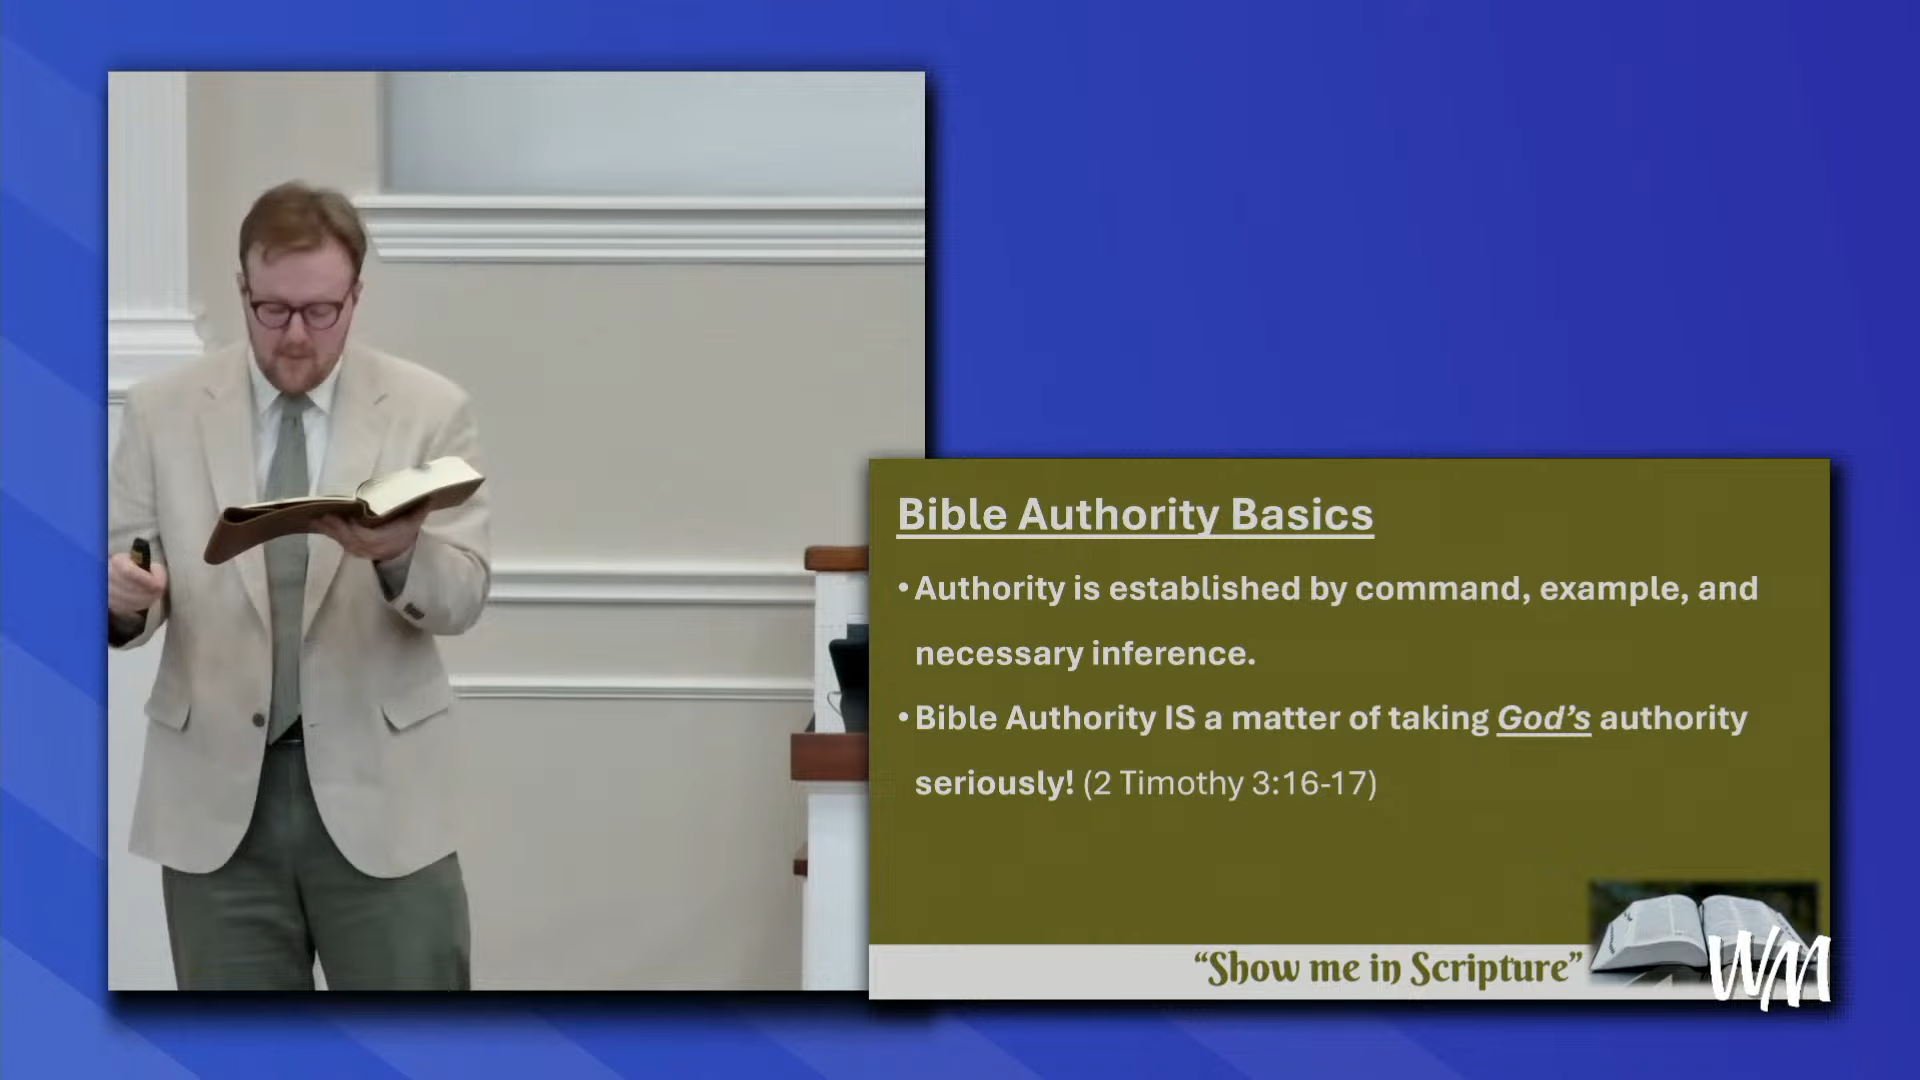 Bible Authority Basics
• Authority is established by command, example, and
necessary inference.
• Bible Authority IS a matter of taking God’s authority
seriously! (2 Timothy 3:16-17)
“Show me in Scripture”
WM